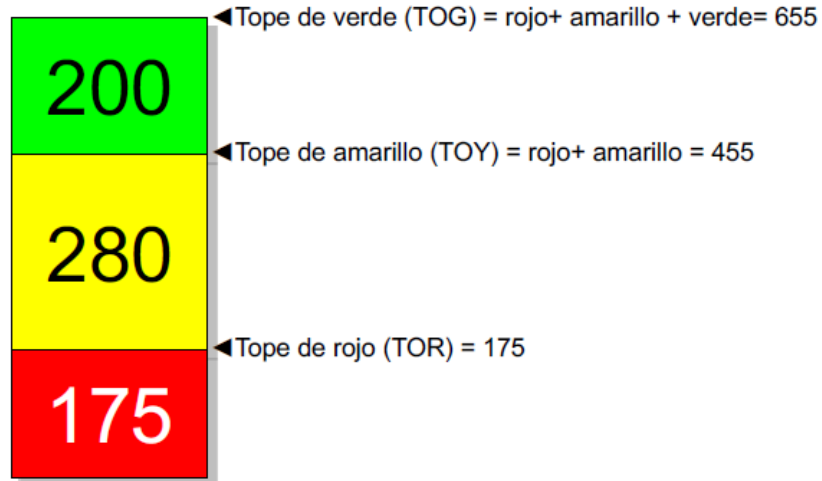 ◀Tope de verde (TOG) = rojo+ amarillo + verde= 655
200
◀Tope de amarillo (TOY) = rojo+ amarillo = 455
280
◀Tope de rojo (TOR) = 175
175